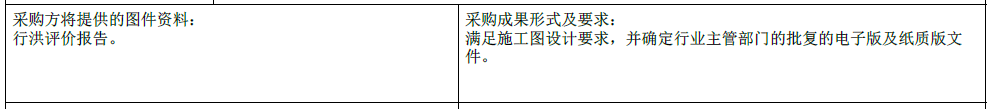 采购方将提供的图件资料：
行洪评价报告。
采购成果形式及要求：
满足施工图设计要求，并确定行业主管部门的批复的电子版及纸质版文
件。